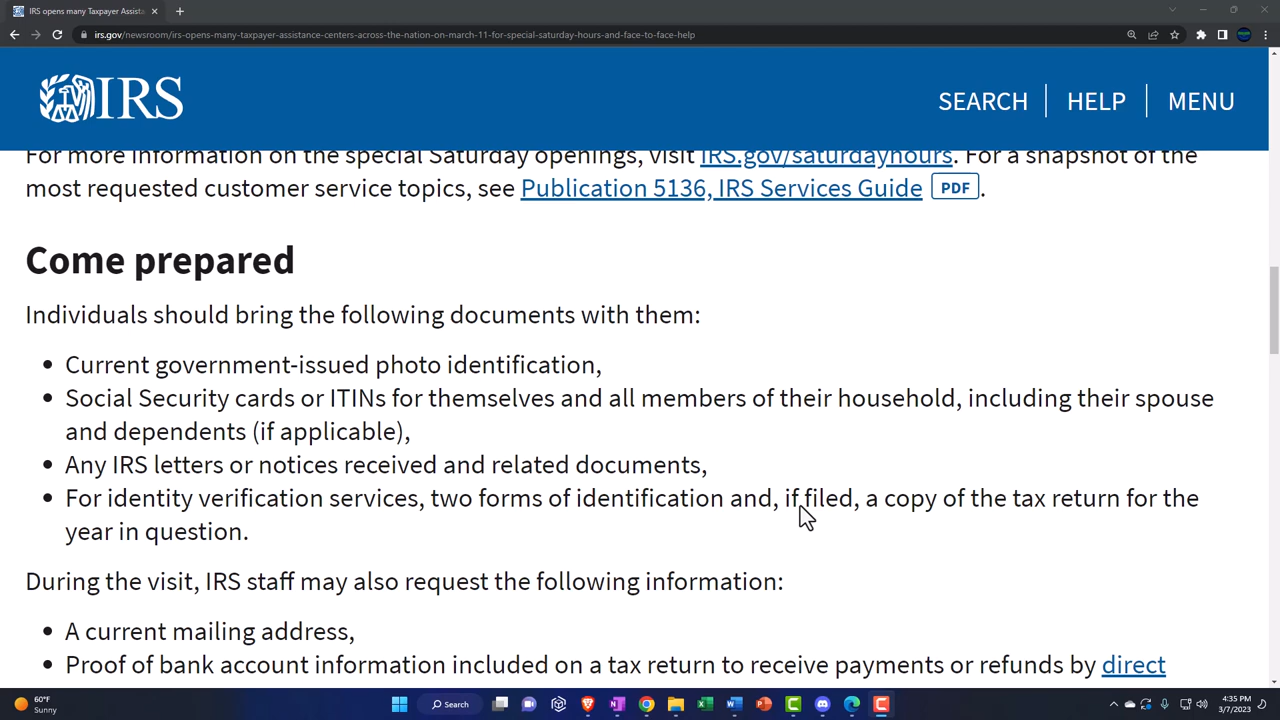 IRS opens many Taxpayer Assista
irs.gov/newsroom/irs-opens-many-taxpayer-assistance-centers-across-the-nation-on-march-11-for-special-saturday-hours-and-face-to-face-help
IRS
SEARCH HELP MENU
For more information on the special Saturday openings, visit IRS.gov/saturdayhours. For a snapshot of the
most requested customer service topics, see Publication 5136, IRS Services Guide PDF.
Come prepared
Individuals should bring the following documents with them:
• Current government-issued photo identification,
• Social Security cards or ITINs for themselves and all members of their household, including their spouse
and dependents (if applicable),
• Any IRS letters or notices received and related documents,
• For identity verification services, two forms of identification and, if filed, a copy of the tax return for the
year in question.
During the visit, IRS staff may also request the following information:
• A current mailing address,
• Proof of bank account information included on a tax return to receive payments or refunds by direct
60°F
Sunny
Search
4:35 PM
3/7/2023